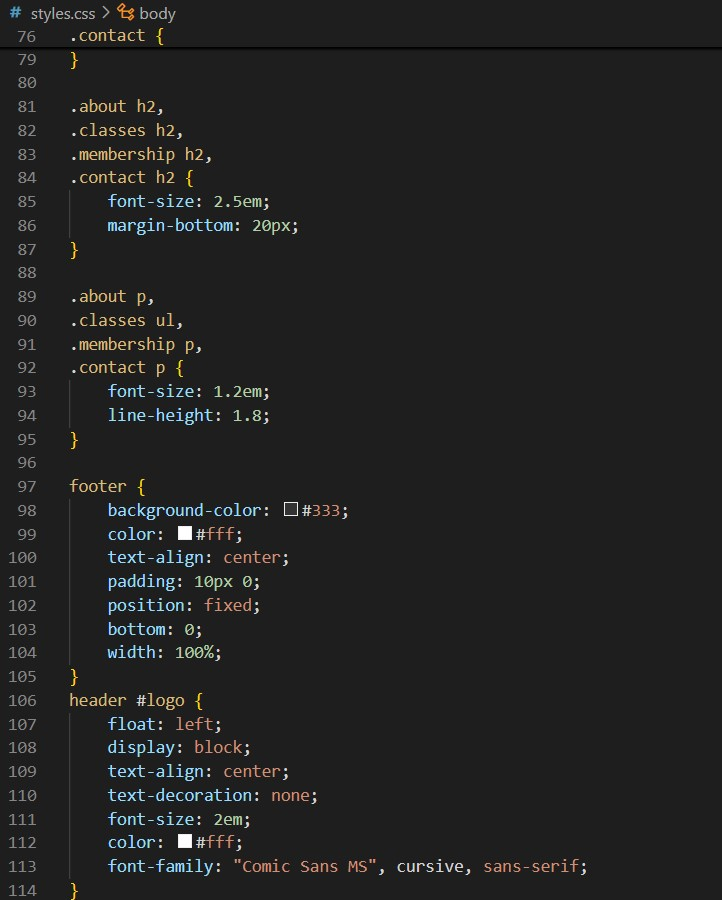 # styles.css > body
76 .contact {
79 }
80
81 .about h2,
82 .classes h2,
83 .membership h2,
84 .contact h2 {
85     font-size: 2.5em;
86     margin-bottom: 20px;
87 }
88
89 .about p,
90 .classes ul,
91 .membership p,
92 .contact p {
93     font-size: 1.2em;
94     line-height: 1.8;
95 }
96
97 footer {
98     background-color: #333;
99     color: #fff;
100     text-align: center;
101     padding: 10px 0;
102     position: fixed;
103     bottom: 0;
104     width: 100%;
105 }
106 header #logo {
107     float: left;
108     display: block;
109     text-align: center;
110     text-decoration: none;
111     font-size: 2em;
112     color: #fff;
113     font-family: "Comic Sans MS", cursive, sans-serif;
114 }